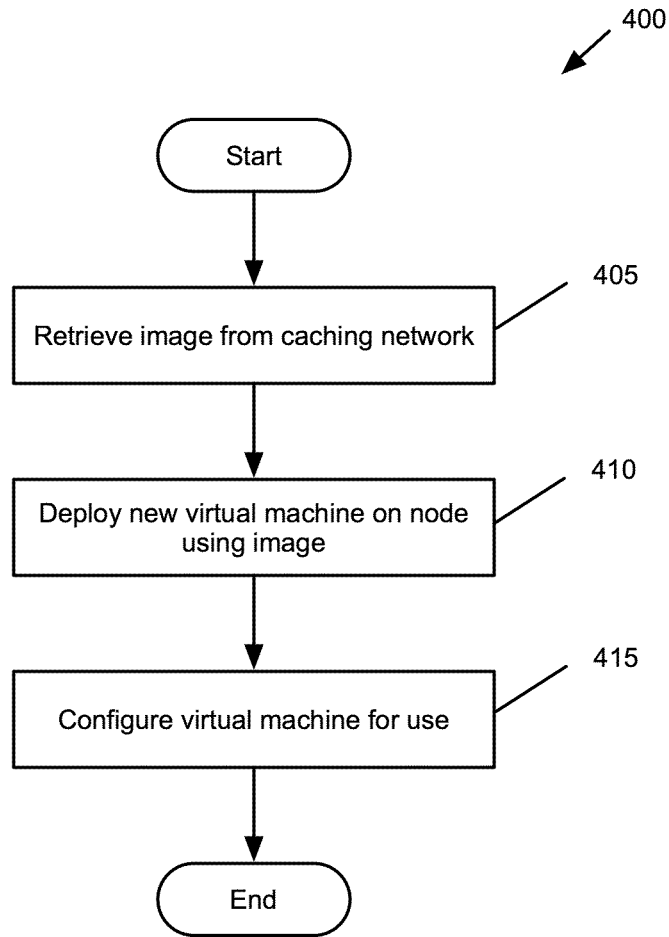 400
Start
405
Retrieve image from caching network
410
Deploy new virtual machine on node
using image
415
Configure virtual machine for use
End